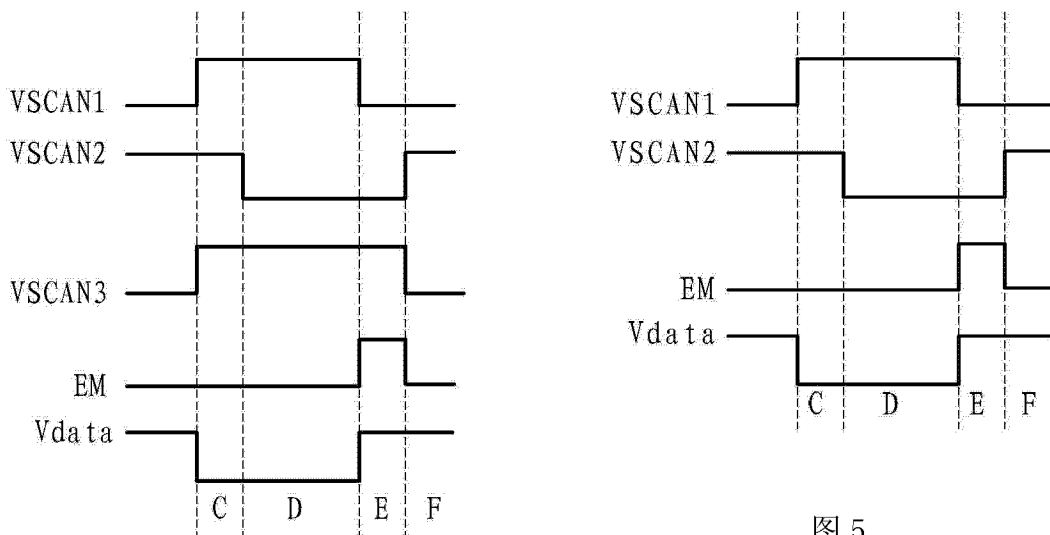 VSCAN1
VSCAN2
VSCAN3
EM
Vdata
C D E F
VSCAN1
VSCAN2
EM
Vdata
C D E F
图 5